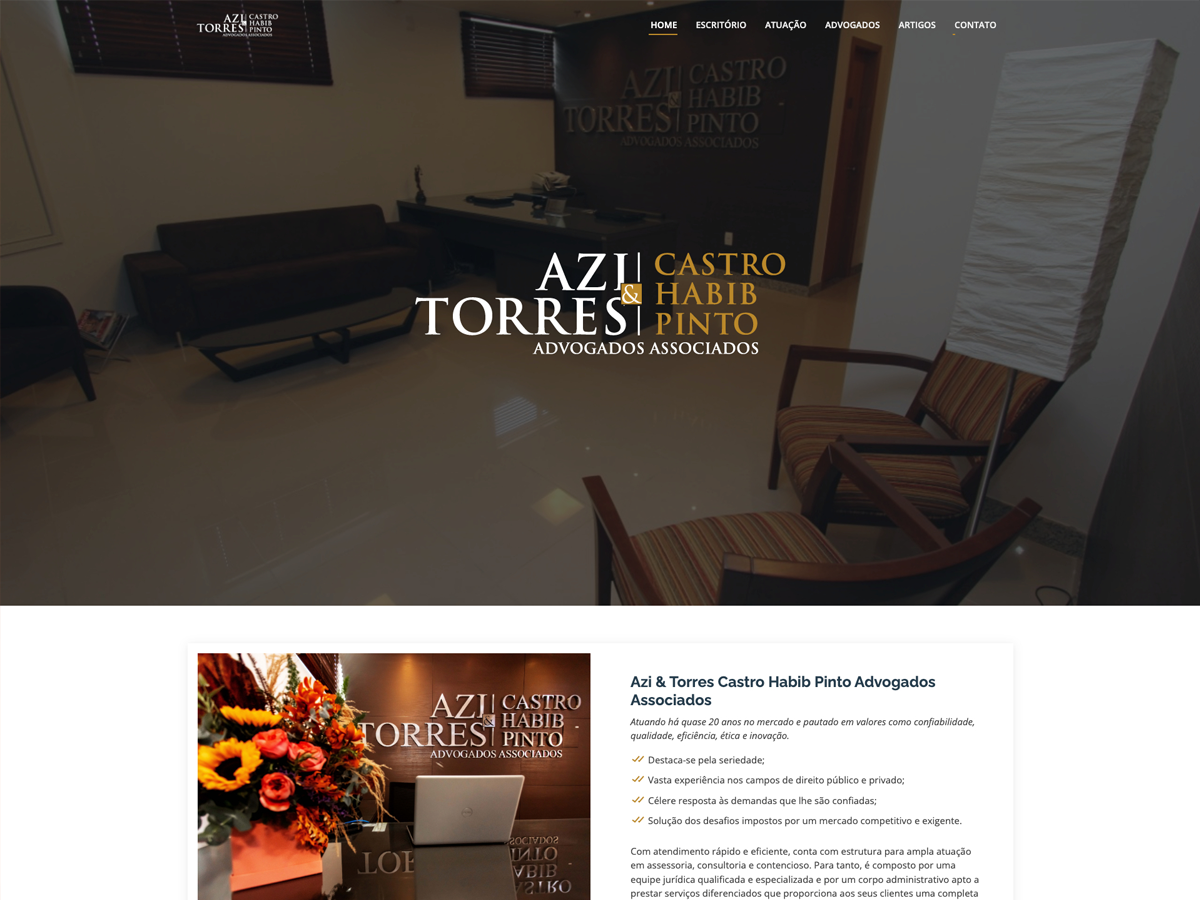 AZI & TORRES CASTRO HABIB PINTO
ADVOGADOS ASSOCIADOS
HOME ESCRITÓRIO ATUAÇÃO ADVOGADOS ARTIGOS CONTATO
AZI & TORRES CASTRO HABIB PINTO
ADVOGADOS ASSOCIADOS
AZI & TORRES CASTRO HABIB PINTO
ADVOGADOS ASSOCIADOS
AZI & TORRES CASTRO HABIB PINTO
ADVOGADOS ASSOCIADOS
Azi & Torres Castro Habib Pinto Advogados
Associados
Atuando há quase 20 anos no mercado e pautado em valores como confiabilidade,
qualidade, eficiência, ética e inovação.
Destaca-se pela seriedade;
Vasta experiência nos campos de direito público e privado;
Célere resposta às demandas que lhe são confiadas;
Solução dos desafios impostos por um mercado competitivo e exigente.
Com atendimento rápido e eficiente, conta com estrutura para ampla atuação
em assessoria, consultoria e contencioso. Para tanto, é composto por uma
equipe jurídica qualificada e especializada e por um corpo administrativo apto a
prestar serviços diferenciados que proporciona aos seus clientes uma completa